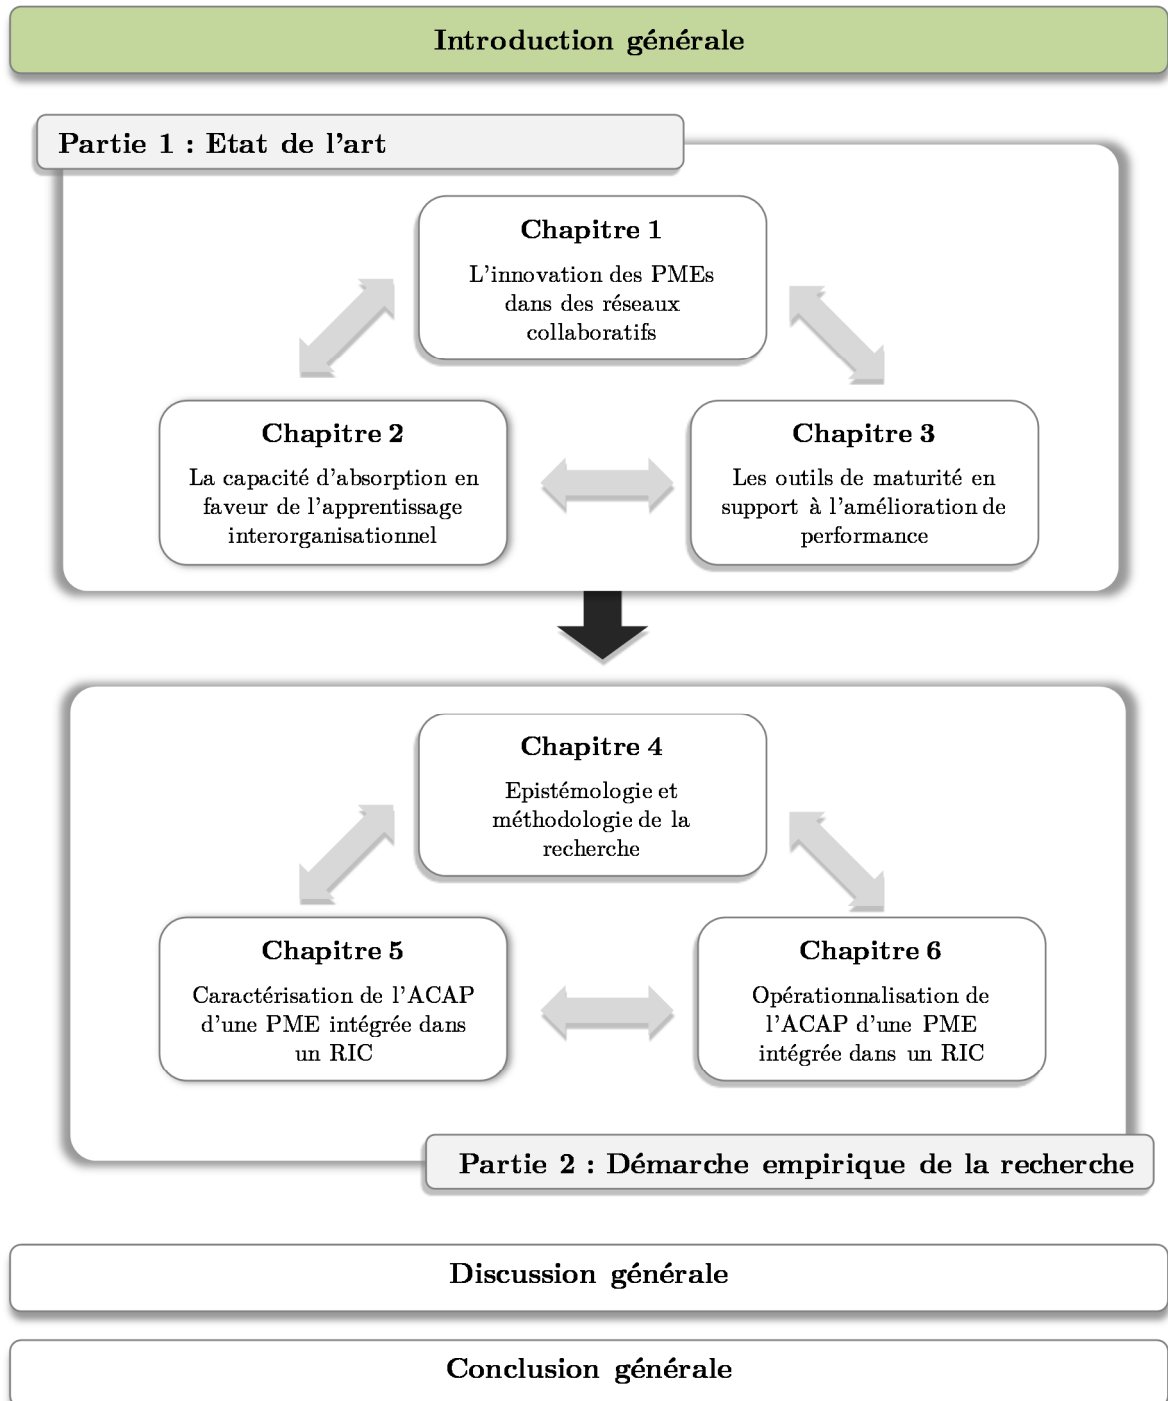 Introduction générale
Partie 1 : Etat de l'art
Chapitre 1
L'innovation des PMEs
dans des réseaux
collaboratifs
Chapitre 2
La capacité d'absorption en
faveur de l'apprentissage
interorganisationnel
Chapitre 3
Les outils de maturité en
support à l'amélioration de
performance
Chapitre 4
Epistémologie et
méthodologie de la
recherche
Chapitre 5
Caractérisation de l'ACAP
d'une PME intégrée dans
un RIC
Chapitre 6
Opérationnalisation de
l'ACAP d'une PME
intégrée dans un RIC
Partie 2 : Démarche empirique de la recherche
Discussion générale
Conclusion générale